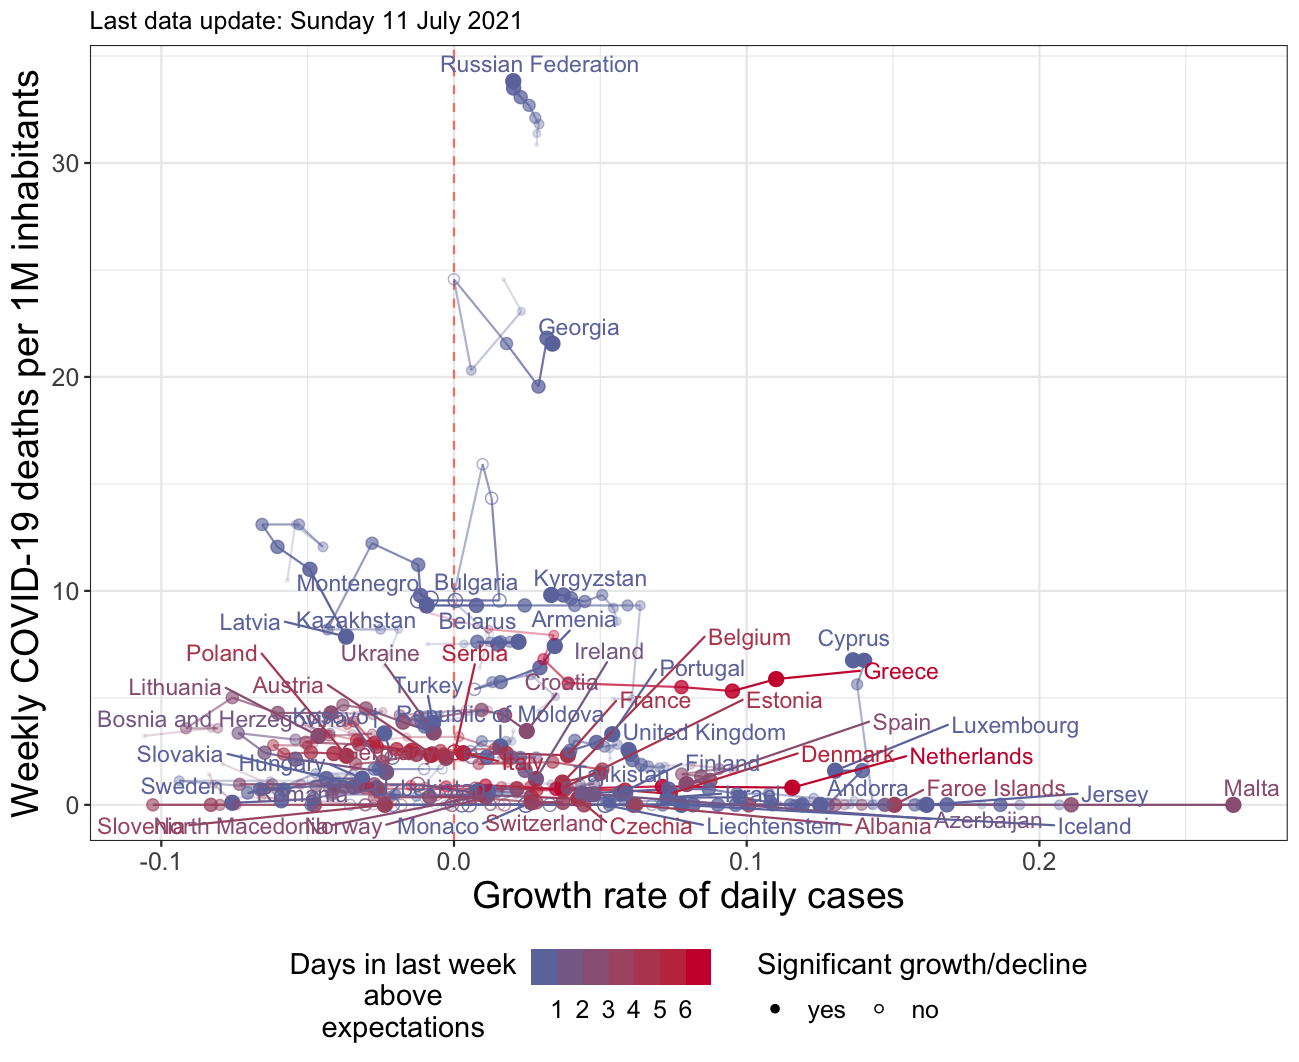 Last data update: Sunday 11 July 2021
Weekly COVID-19 deaths per 1M inhabitants
30
20
10
0
Russian Federation
Georgia
Montenegro
Bulgaria
Kyrgyzstan
Latvia
Kazakhstan
Belarus
Armenia
Belgium
Cyprus
Poland
Ukraine
Serbia
Ireland
Portugal
Greece
Lithuania
Austria
Turkey
Croatia
France
Estonia
Bosnia and Herzegovina
Kosovo
Republic of Moldova
Spain
Luxembourg
United Kingdom
Slovakia
Hungary
Italy
Finland
Denmark
Netherlands
Sweden
Romania
Israel
Andorra
Faroe Islands
Jersey
Malta
Slovenia
North Macedonia
Norway
Monaco
Switzerland
Czechia
Liechtenstein
Albania
Azerbaijan
Iceland
-0.1
0.0
0.1
0.2
Growth rate of daily cases
Days in last week
above
expectations
1 2 3 4 5 6
Significant growth/decline
yes
no